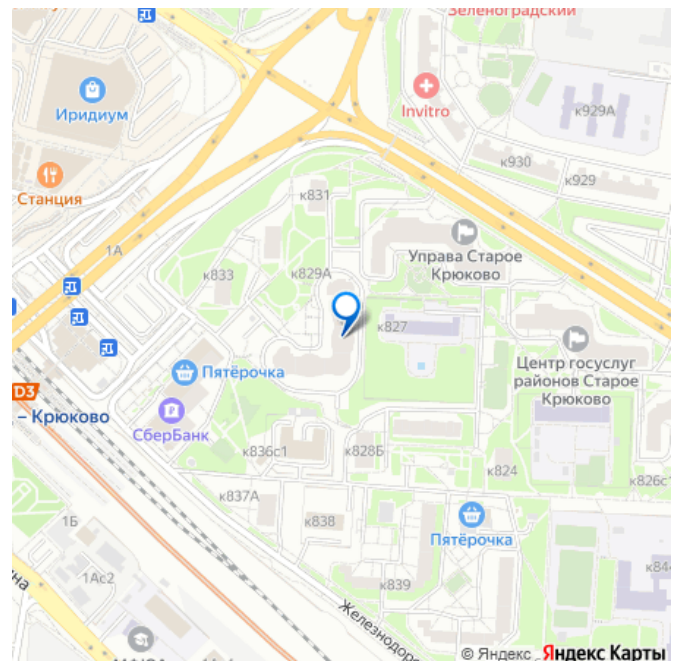 Зеленоградский
Иридиум
Invitro
к929А
к930
к929
Станция
к831
1А
Управа Старое
Крюково
к833
к829А
к827
Центр госуслуг
районов Старое
Крюково
Пятёрочка
D3
– Крюково
СберБанк
к836с1
к828Б
к824
к826с1
к837А
1Б
к838
Пятёрочка
1Ас2
к839
Железнодоро
© Яндекс Яндекс Карты